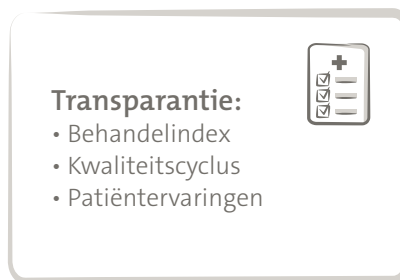 Transparantie:
• Behandelindex
• Kwaliteitscyclus
• Patiëntervaringen